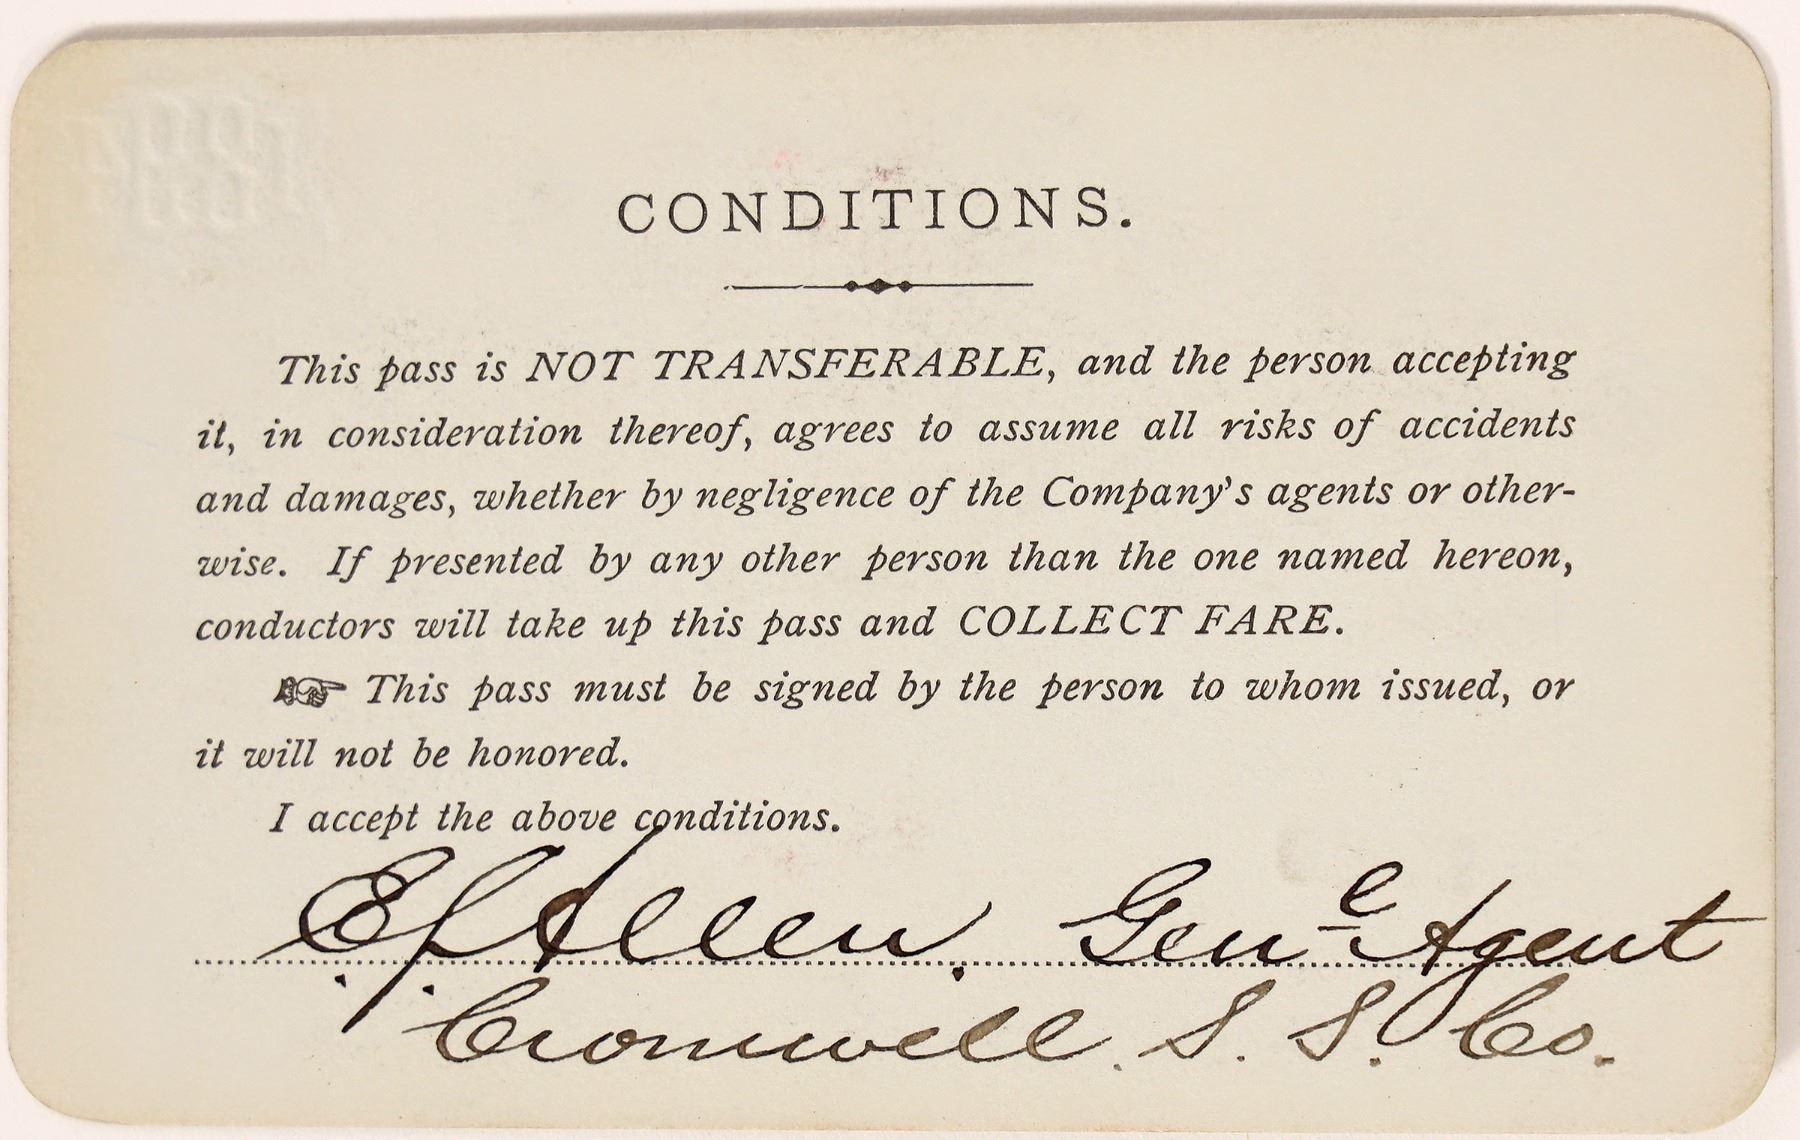 CONDITIONS.
This pass is NOT TRANSFERABLE, and the person accepting
it, in consideration thereof, agrees to assume all risks of accidents
and damages, whether by negligence of the Company's agents or other-
wise. If presented by any other person than the one named hereon,
conductors will take up this pass and COLLECT FARE.
☞ This pass must be signed by the person to whom issued, or
it will not be honored.
I accept the above conditions.
Allen. Gen e Agent
Cromwell S. S. Co.